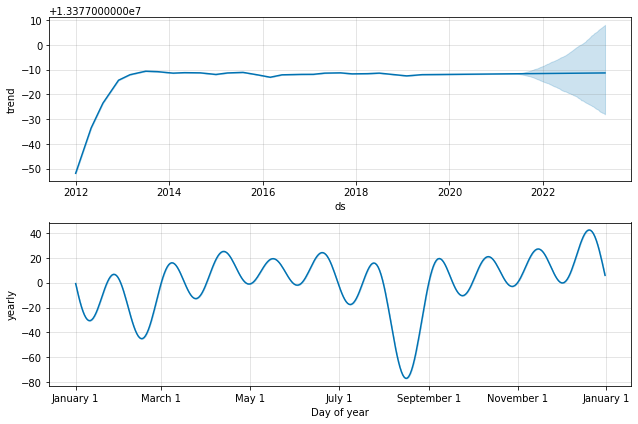 +1.3377000000e7
10
0
−10
−20
−30
−40
−50
trend
2012 2014 2016 2018 2020 2022
ds
40
20
0
−20
−40
−60
−80
yearly
January 1 March 1 May 1 July 1 September 1 November 1 January 1
Day of year